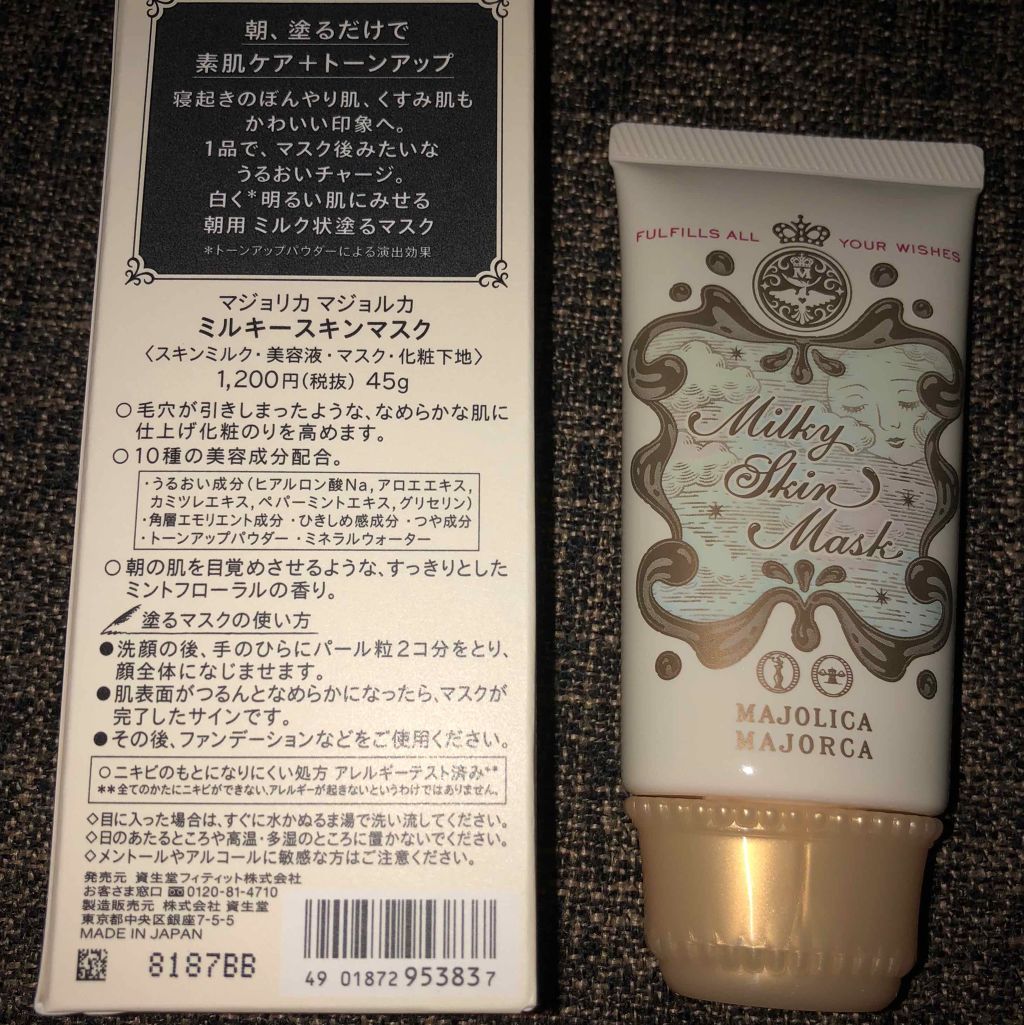 朝、塗るだけで
素肌ケア＋トーンアップ
寝起きのぼんやり肌、くすみ肌も
かわいい印象へ。
1品で、マスク後みたいな
うるおいチャージ。
白く*明るい肌にみせる
朝用 ミルク状塗るマスク
*トーンアップパウダーによる演出効果
マジョリカ マジョルカ
ミルキースキンマスク
〈スキンミルク・美容液・マスク・化粧下地〉
1,200円(税抜) 45g
○毛穴が引きしまったような、なめらかな肌に
仕上げ化粧のりを高めます。
○10種の美容成分配合。
・うるおい成分(ヒアルロン酸Na, アロエエキス,
カミツレエキス, ペパーミントエキス, グリセリン)
・角層エモリエント成分 ・ひきしめ感成分 ・つや成分
・トーンアップパウダー ・ミネラルウォーター
○朝の肌を目覚めさせるような、すっきりとした
ミントフローラルの香り。
塗るマスクの使い方
●洗顔の後、手のひらにパール粒2コ分をとり、
顔全体になじませます。
●肌表面がつるんとなめらかになったら、マスクが
完了したサインです。
●その後、ファンデーションなどをご使用ください。
○ニキビのもとになりにくい処方 アレルギーテスト済み**
**全てのかたにニキビができない、アレルギーが起きないというわけではありません。
◇目に入った場合は、すぐに水かぬるま湯で洗い流してください。
◇日のあたるところや高温・多湿のところに置かないでください。
◇メントールやアルコールに敏感な方はご注意ください。
発売元 資生堂フィティット株式会社
お客さま窓口 0120-81-4710
製造販売元 株式会社 資生堂
東京都中央区銀座7-5-5
MADE IN JAPAN
8187BB
4901872953837
FULFILLS ALL YOUR WISHES
M
Milky
Skin
Mask
MAJOLICA
MAJORCA